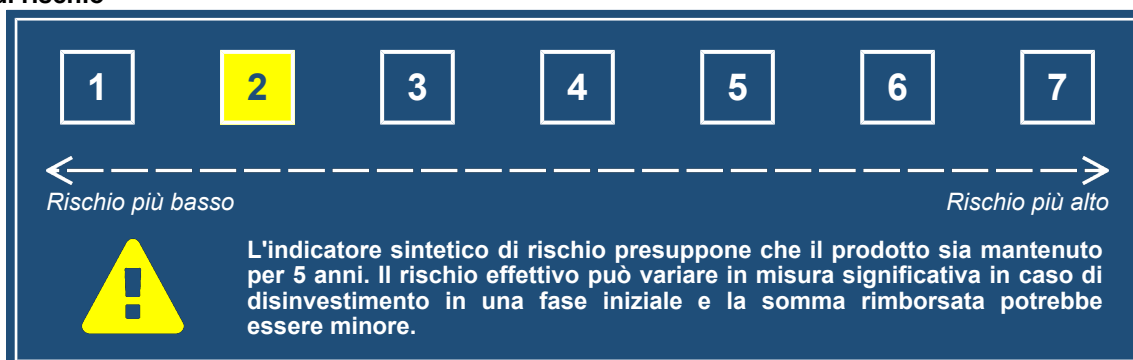 di rischio
1 2 3 4 5 6 7
Rischio più basso Rischio più alto
L'indicatore sintetico di rischio presuppone che il prodotto sia mantenuto
per 5 anni. Il rischio effettivo può variare in misura significativa in caso di
disinvestimento in una fase iniziale e la somma rimborsata potrebbe
essere minore.